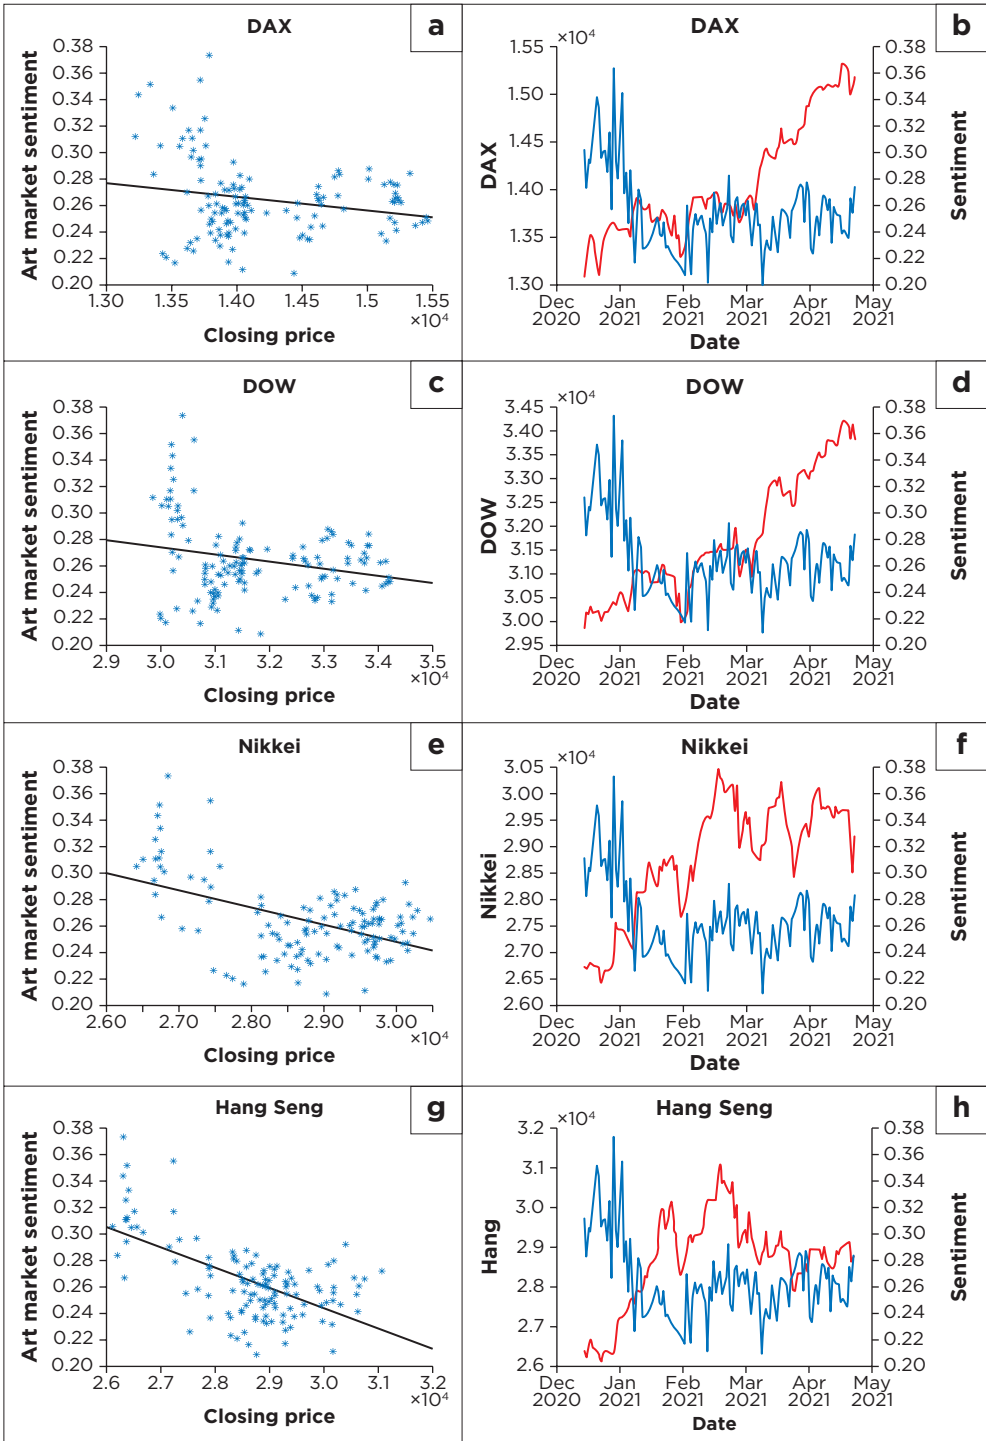 DAX
a
Art market sentiment
0.38
0.36
0.34
0.32
0.30
0.28
0.26
0.24
0.22
0.20
1.30 1.35 1.40 1.45 1.50 1.55
×10⁴
Closing price
DAX
b
×10⁴
1.55
1.50
1.45
1.40
1.35
1.30
DAX
0.38
0.36
0.34
0.32
0.30
0.28
0.26
0.24
0.22
0.20
Sentiment
Dec Jan Feb Mar Apr May
2020 2021 2021 2021 2021 2021
Date
DOW
c
Art market sentiment
0.38
0.36
0.34
0.32
0.30
0.28
0.26
0.24
0.22
0.20
2.9 3.0 3.1 3.2 3.3 3.4 3.5
×10⁴
Closing price
DOW
d
×10⁴
3.45
3.40
3.35
3.30
3.25
3.20
3.15
3.10
3.05
3.00
2.95
DOW
0.38
0.36
0.34
0.32
0.30
0.28
0.26
0.24
0.22
0.20
Sentiment
Dec Jan Feb Mar Apr May
2020 2021 2021 2021 2021 2021
Date
Nikkei
e
Art market sentiment
0.38
0.36
0.34
0.32
0.30
0.28
0.26
0.24
0.22
0.20
2.60 2.70 2.80 2.90 3.00
×10⁴
Closing price
Nikkei
f
×10⁴
3.05
3.00
2.95
2.90
2.85
2.80
2.75
2.70
2.65
2.60
Nikkei
0.38
0.36
0.34
0.32
0.30
0.28
0.26
0.24
0.22
0.20
Sentiment
Dec Jan Feb Mar Apr May
2020 2021 2021 2021 2021 2021
Date
Hang Seng
g
Art market sentiment
0.38
0.36
0.34
0.32
0.30
0.28
0.26
0.24
0.22
0.20
2.6 2.7 2.8 2.9 3.0 3.1 3.2
×10⁴
Closing price
Hang Seng
h
×10⁴
3.2
3.1
3.0
2.9
2.8
2.7
2.6
Hang
0.38
0.36
0.34
0.32
0.30
0.28
0.26
0.24
0.22
0.20
Sentiment
Dec Jan Feb Mar Apr May
2020 2021 2021 2021 2021 2021
Date